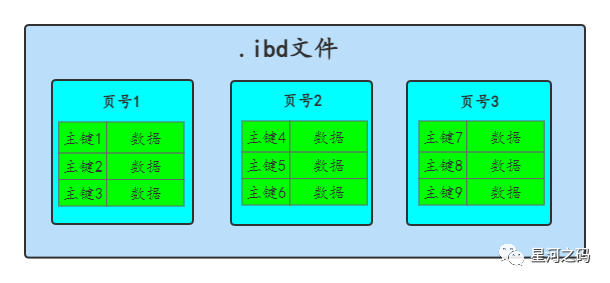 .ibd文件
页号1 页号2 页号3
主键1 数据 主键4 数据 主键7 数据
主键2 数据 主键5 数据 主键8 数据
主键3 数据 主键6 数据 主键9 数据
星河之码